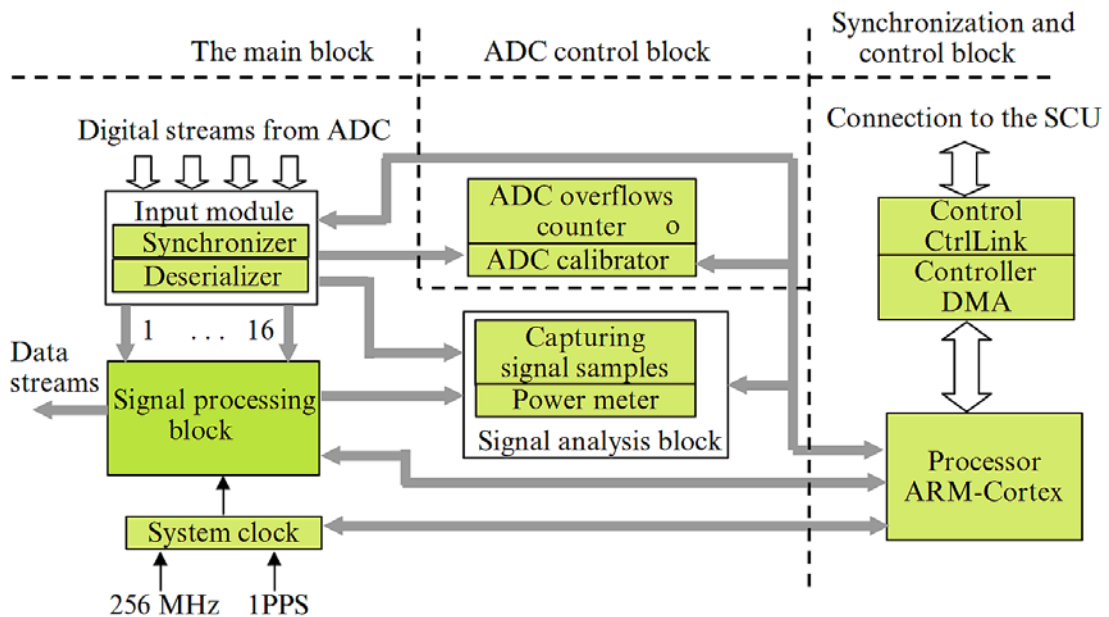 The main block
ADC control block
Synchronization and
control block
Digital streams from ADC
Connection to the SCU
Input module
Synchronizer
Deserializer
ADC overflows
counter o
ADC calibrator
Control
CtrlLink
Controller
DMA
1 . . . 16
Data
streams
Signal processing
block
Capturing
signal samples
Power meter
Signal analysis block
Processor
ARM-Cortex
System clock
256 MHz
1PPS